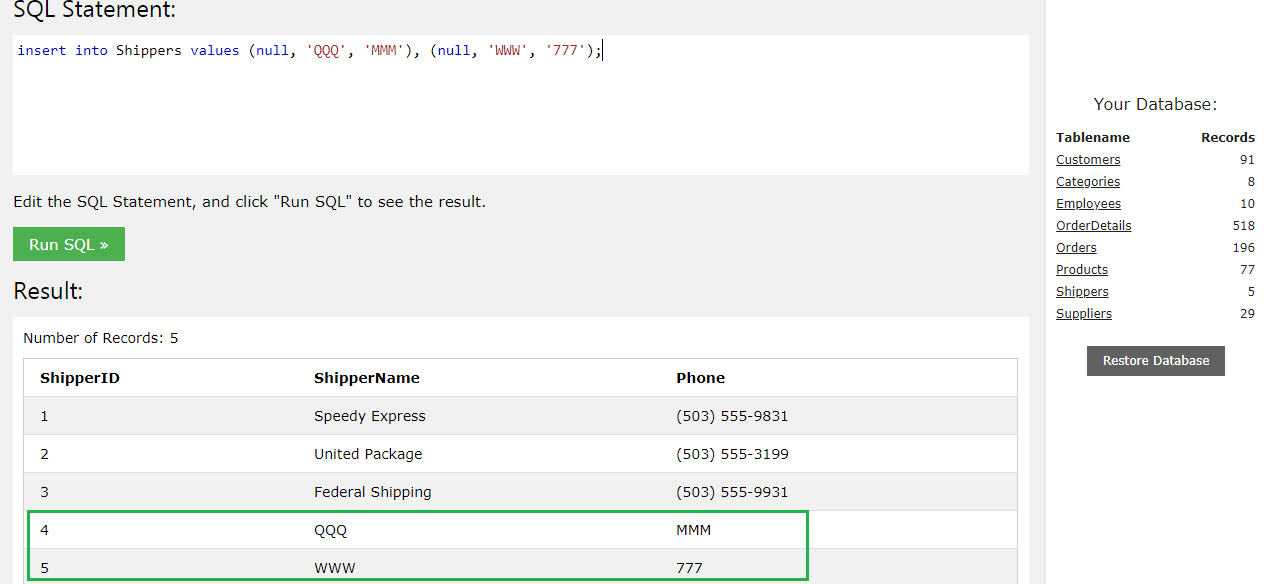 SQL Statement:
insert into Shippers values (null, 'QQQ', 'MMM'), (null, 'WWW', '777');
Edit the SQL Statement, and click "Run SQL" to see the result.
Run SQL »
Result:
Number of Records: 5
ShipperID ShipperName Phone
1 Speedy Express (503) 555-9831
2 United Package (503) 555-3199
3 Federal Shipping (503) 555-9931
4 QQQ MMM
5 WWW 777
Your Database:
Tablename Records
Customers 91
Categories 8
Employees 10
OrderDetails 518
Orders 196
Products 77
Shippers 5
Suppliers 29
Restore Database